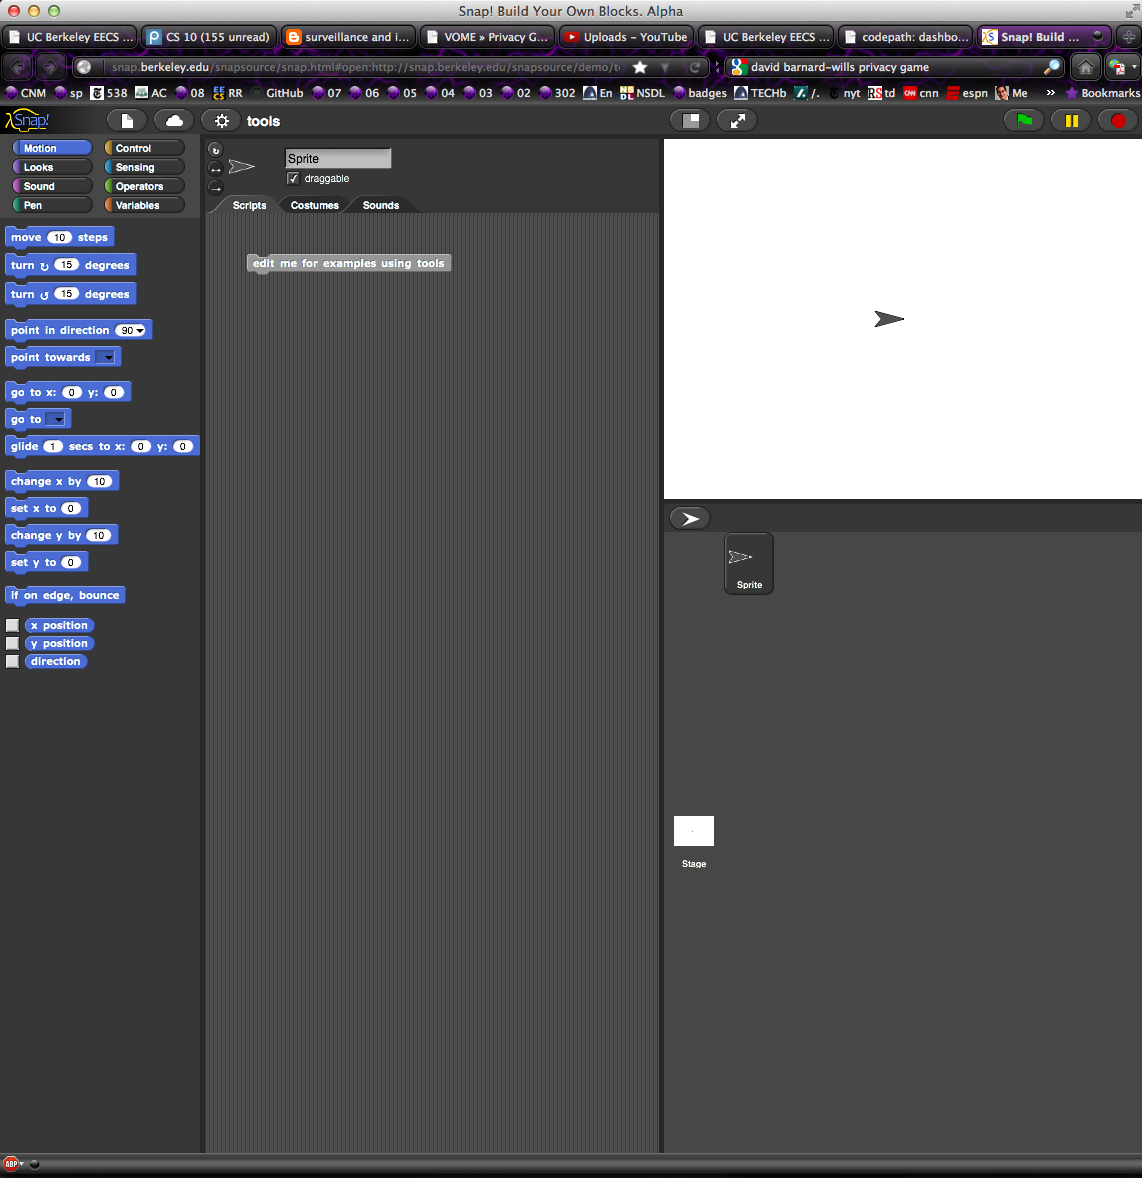 Snap! Build Your Own Blocks. Alpha
UC Berkeley EECS ...
CS 10 (155 unread)
surveillance and i...
VOME » Privacy G...
Uploads - YouTube
UC Berkeley EECS ...
codepath: dashbo...
Snap! Build ...
snap.berkeley.edu/snapsource/snap.html#open:http://snap.berkeley.edu/snapsource/demo/t
david barnard-wills privacy game
CNM sp 538 AC 08 RR GitHub 07 06 05 04 03 02 302 En NSDL badges TECHb /. nyt td cnn espn Me » Bookmarks
Snap!
tools
Motion
Control
Looks
Sensing
Sound
Operators
Pen
Variables
Sprite
draggable
Scripts Costumes Sounds
edit me for examples using tools
move 10 steps
turn ↻ 15 degrees
turn ↺ 15 degrees
point in direction 90
point towards
go to x: 0 y: 0
go to
glide 1 secs to x: 0 y: 0
change x by 10
set x to 0
change y by 10
set y to 0
if on edge, bounce
x position
y position
direction
Sprite
Stage
ABP